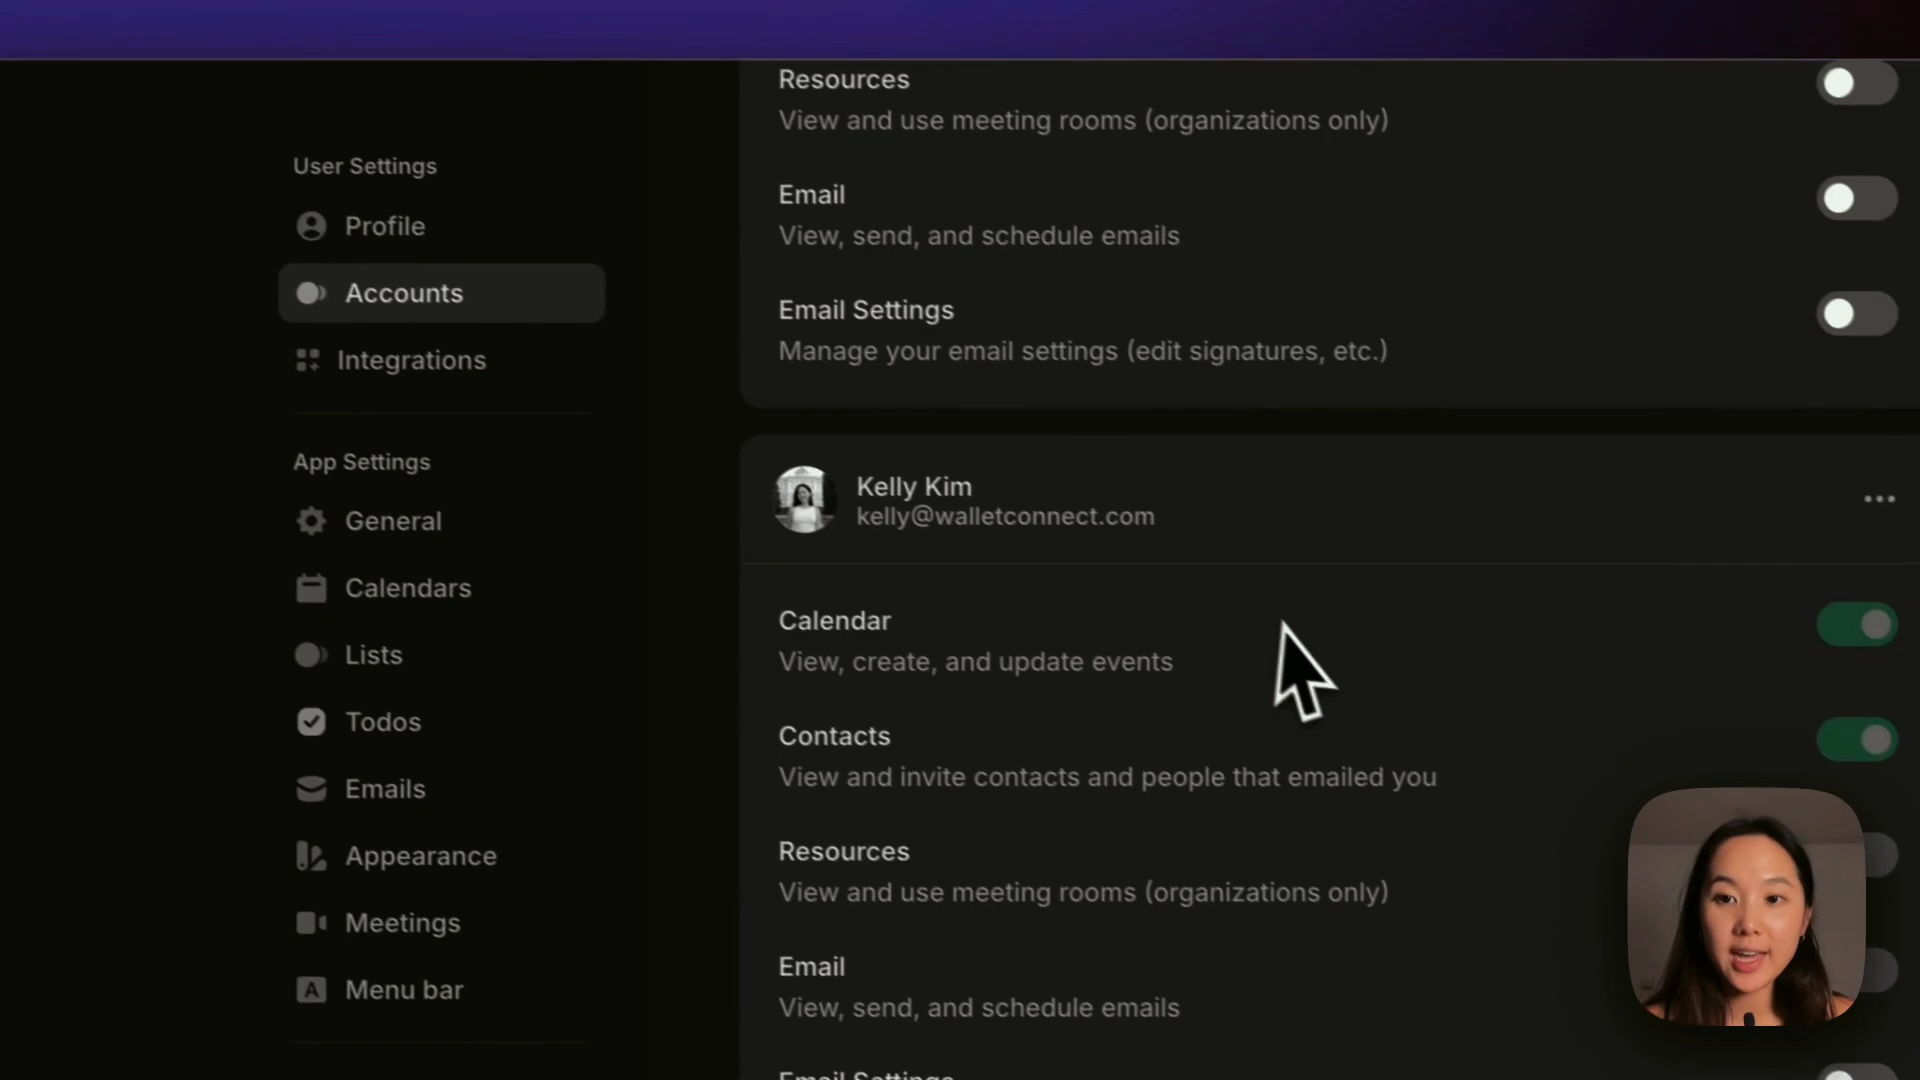 User Settings
Profile
Accounts
Integrations
App Settings
General
Calendars
Lists
Todos
Emails
Appearance
Meetings
Menu bar
Resources
View and use meeting rooms (organizations only)
Email
View, send, and schedule emails
Email Settings
Manage your email settings (edit signatures, etc.)
Kelly Kim
kelly@walletconnect.com
Calendar
View, create, and update events
Contacts
View and invite contacts and people that emailed you
Resources
View and use meeting rooms (organizations only)
Email
View, send, and schedule emails
Email Settings